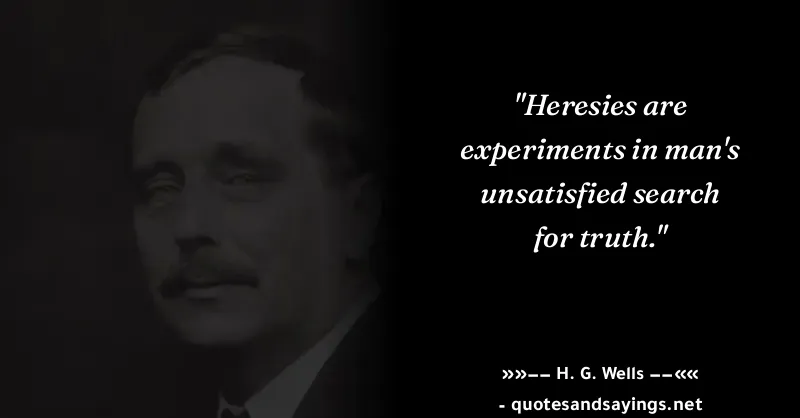 "Heresies are
experiments in man's
unsatisfied search
for truth."
»»—— H. G. Wells ——««
- quotesandsayings.net